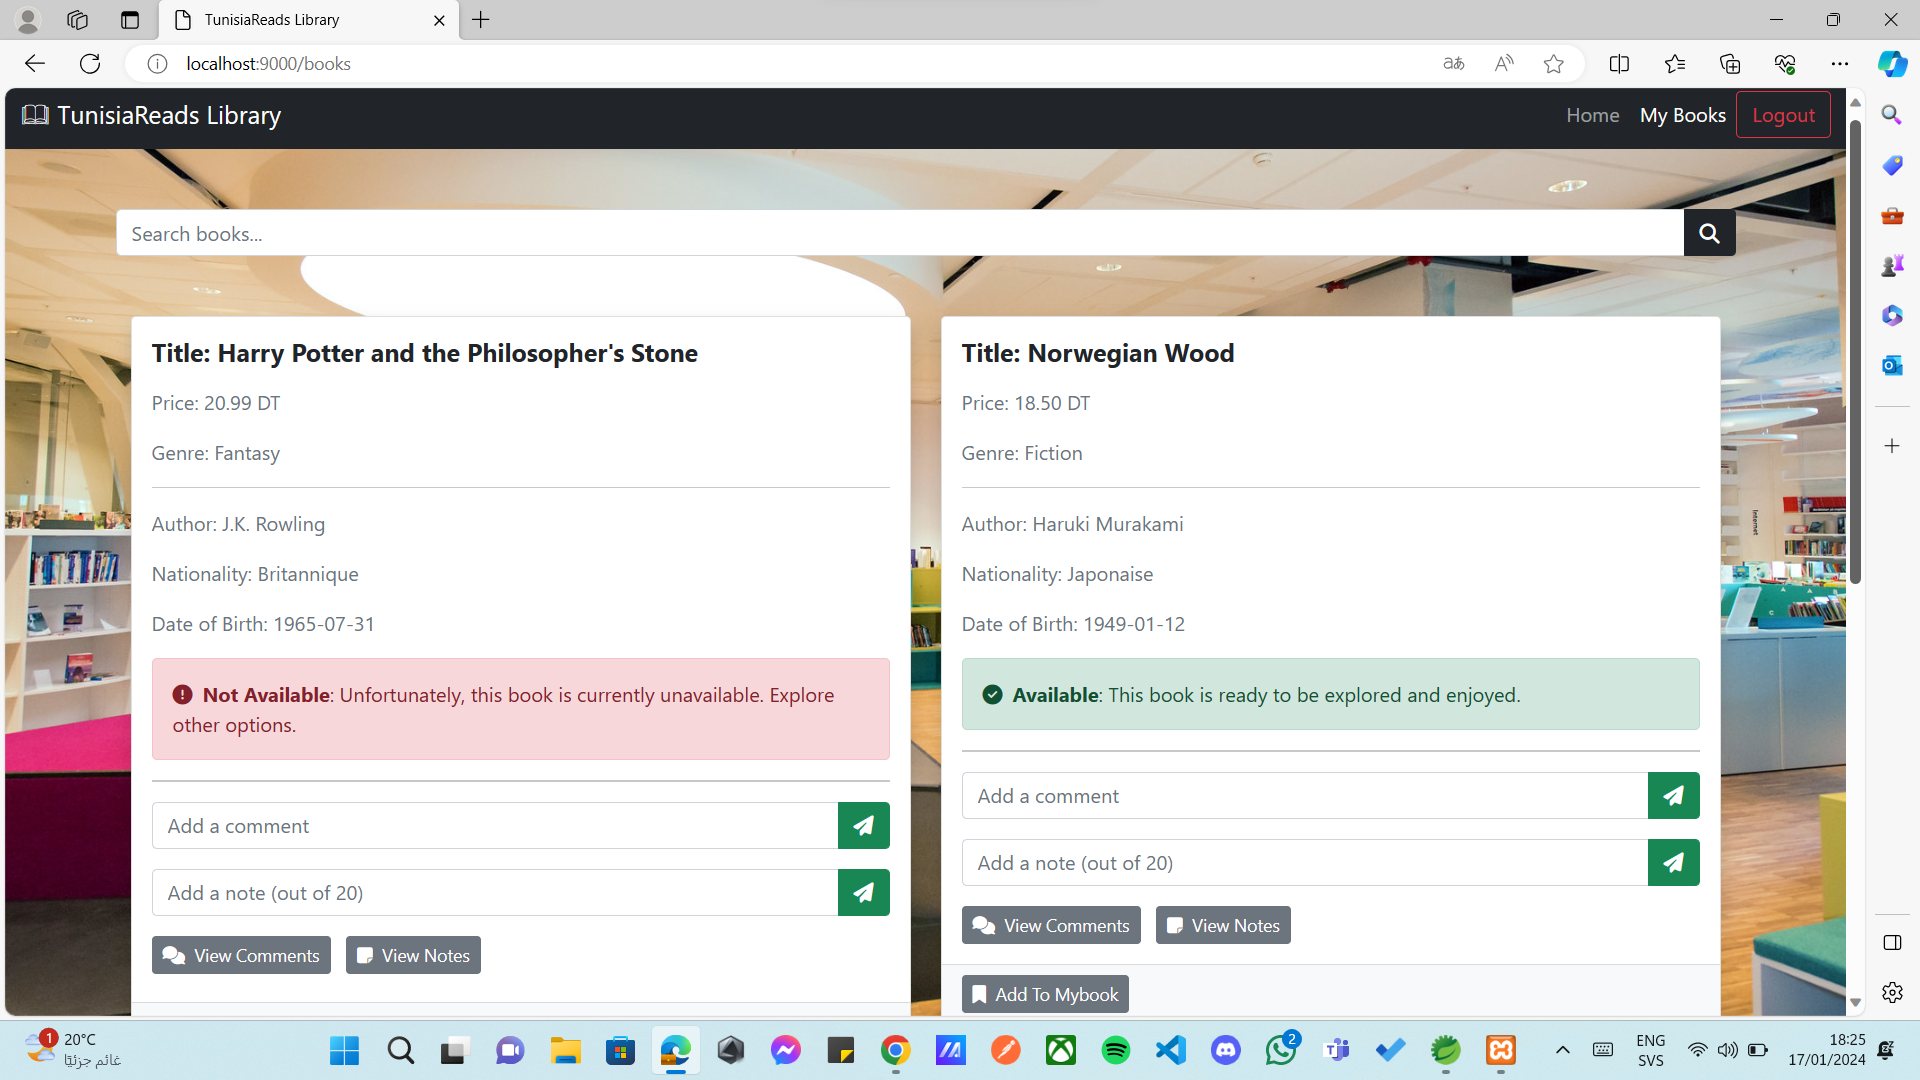 TunisiaReads Library
localhost:9000/books
TunisiaReads Library
Home
My Books
Logout
Search books...
Title: Harry Potter and the Philosopher's Stone
Price: 20.99 DT
Genre: Fantasy
Author: J.K. Rowling
Nationality: Britannique
Date of Birth: 1965-07-31
Not Available: Unfortunately, this book is currently unavailable. Explore
other options.
Add a comment
Add a note (out of 20)
View Comments
View Notes
Title: Norwegian Wood
Price: 18.50 DT
Genre: Fiction
Author: Haruki Murakami
Nationality: Japonaise
Date of Birth: 1949-01-12
Available: This book is ready to be explored and enjoyed.
Add a comment
Add a note (out of 20)
View Comments
View Notes
Add To Mybook
Internet
1
20°C
غائم جزئيًا
2
ENG
SVS
18:25
17/01/2024